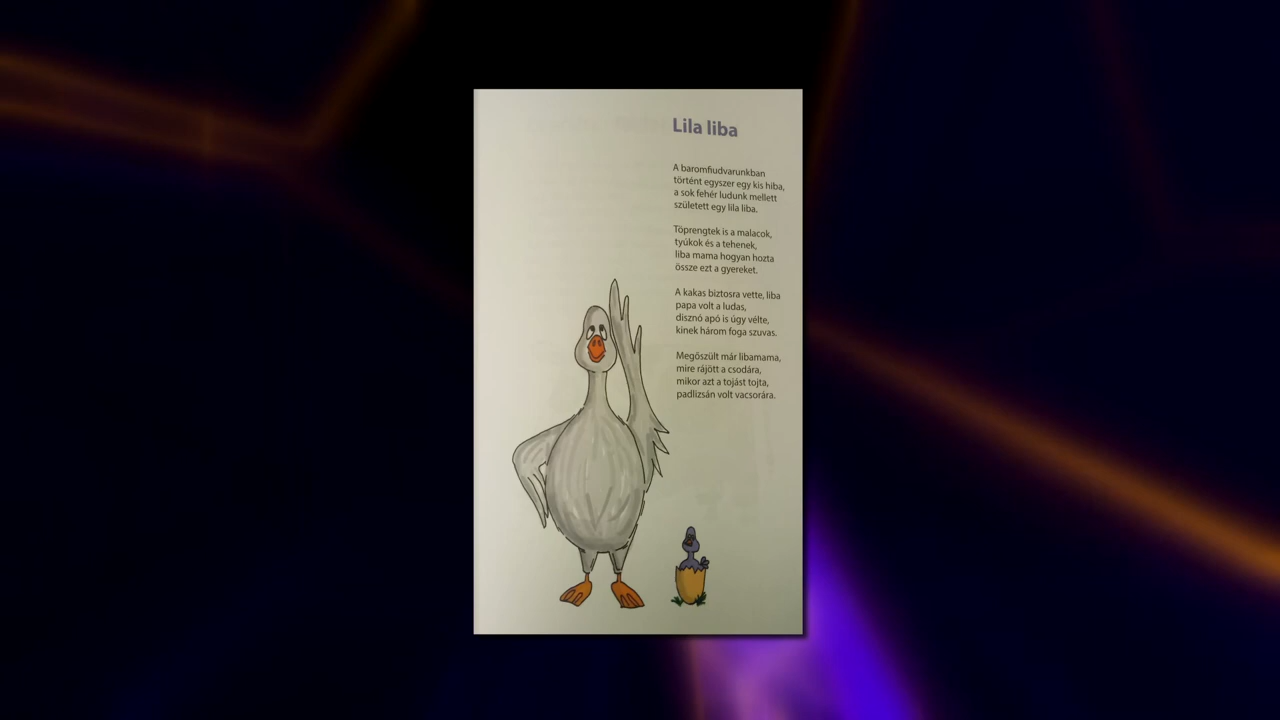 Lila liba
A baromfiudvarunkban
történt egyszer egy kis hiba,
a sok fehér ludunk mellett
született egy lila liba.
Töprengtek is a malacok,
tyúkok és a tehenek,
liba mama hogyan hozta
össze ezt a gyereket.
A kakas biztosra vette, liba
papa volt a ludas,
disznó apó is úgy vélte,
kinek három foga szuvas.
Megőszült már libamama,
mire rájött a csodára,
mikor azt a tojást tojta,
padlizsán volt vacsorára.